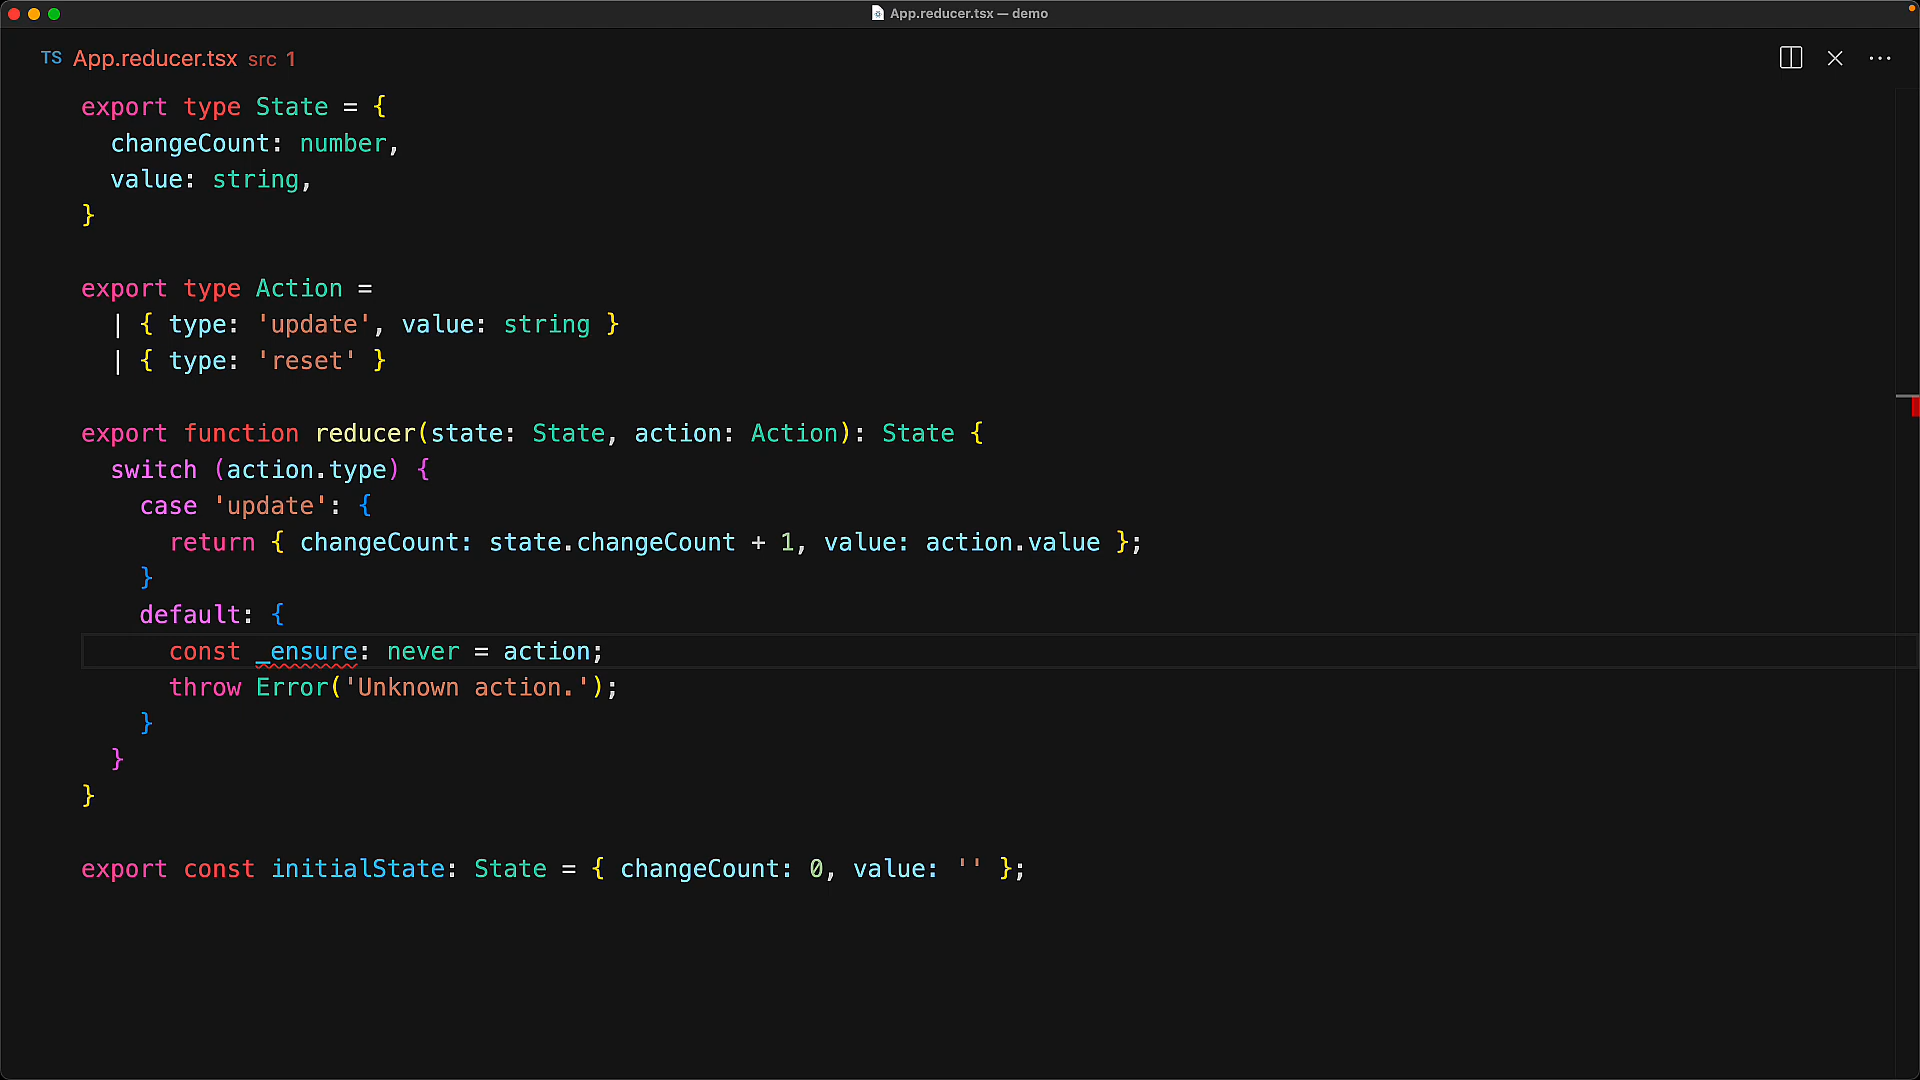 App.reducer.tsx — demo
TS App.reducer.tsx src 1
export type State = {
  changeCount: number,
  value: string,
}

export type Action =
  | { type: 'update', value: string }
  | { type: 'reset' }

export function reducer(state: State, action: Action): State {
  switch (action.type) {
    case 'update': {
      return { changeCount: state.changeCount + 1, value: action.value };
    }
    default: {
      const _ensure: never = action;
      throw Error('Unknown action.');
    }
  }
}

export const initialState: State = { changeCount: 0, value: '' };